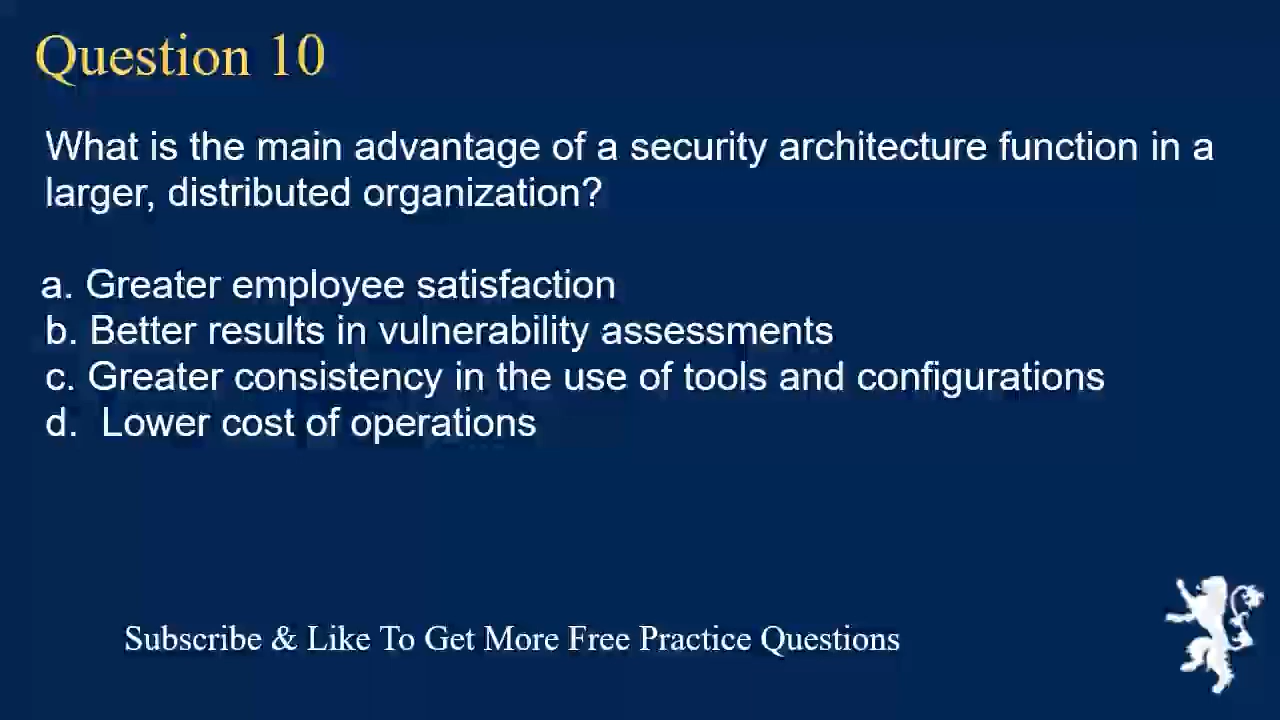 Question 10
What is the main advantage of a security architecture function in a
larger, distributed organization?
a. Greater employee satisfaction
b. Better results in vulnerability assessments
c. Greater consistency in the use of tools and configurations
d. Lower cost of operations
Subscribe & Like To Get More Free Practice Questions